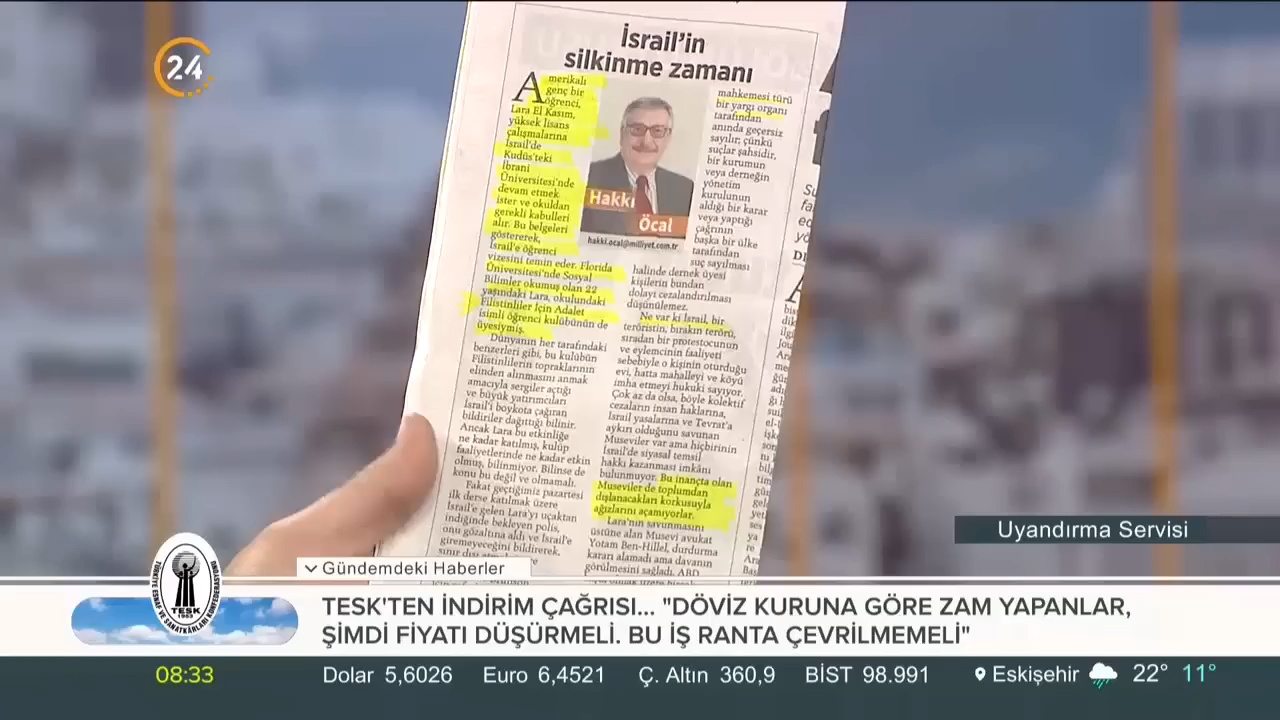 24
İsrail'in
silkinme zamanı
Amerikalı
genç bir
öğrenci,
Lara El Kasım,
yüksek lisans
çalışmalarına
İsrail'de
Kudüs'teki
İbrani
Üniversitesi'nde
devam etmek
ister ve okuldan
gerekli kabulleri
alır. Bu belgeleri
göstererek,
İsrail'e öğrenci
vizesini temin eder. Florida
Üniversitesi'nde Sosyal
Bilimler okumuş olan 22
yaşındaki Lara, okulundaki
Filistinliler İçin Adalet
isimli öğrenci kulübünün de
üyesiymiş.
Dünyanın her tarafındaki
benzerleri gibi, bu kulübün
Filistinlilerin topraklarının
elinden alınmasını anmak
amacıyla sergiler açtığı
ve büyük yatırımcıları
İsrail'i boykota çağıran
bildiriler dağıttığı bilinir.
Ancak Lara bu etkinliğe
ne kadar katılmış, kulüp
faaliyetlerinde ne kadar etkin
olmuş, bilinmiyor. Bilinse de
konu bu değil ve olmamalı.
Fakat geçtiğimiz pazartesi
ilk derse katılmak üzere
İsrail'e gelen Lara'yı uçaktan
indiğinde bekleyen polis,
onu gözaltına aldı ve İsrail'e
giremeyeceğini bildirerek,
sınır dışı
Hakkı
Öcal
hakki.ocal@milliyet.com.tr
mahkemesi türü
bir yargı organı
tarafından
anında geçersiz
sayılır; çünkü
suçlar şahsidir,
bir kurumun
veya derneğin
yönetim
kurulunun
aldığı bir karar
veya yaptığı
çağrının
başka bir ülke
tarafından
suç sayılması
halinde dernek üyesi
kişilerin bundan
dolayı cezalandırılması
düşünülemez.
Ne var ki İsrail, bir
teröristin, bırakın terörü,
sıradan bir protestocunun
ve eylemcinin faaliyeti
sebebiyle o kişinin oturduğu
evi, hatta mahalleyi ve köyü
imha etmeyi hukuki sayıyor.
Çok az da olsa, böyle kolektif
cezaların insan haklarına,
İsrail yasalarına ve Tevrat'a
aykırı olduğunu savunan
Museviler var ama hiçbirinin
İsrail'de siyasal temsil
hakkı kazanması imkânı
bulunmuyor. Bu inançta olan
Museviler de toplumdan
dışlanacakları korkusuyla
ağızlarını açamıyorlar.
Lara'nın savunmasını
üstüne alan Musevi avukat
Yotam Ben-Hillel, durdurma
kararı alamadı ama davanın
görülmesini sağladı. ABD
Uyandırma Servisi
Gündemdeki Haberler
TÜRKİYE ESNAF VE SANATKÂRLARI KONFEDERASYONU
TESK
1953
TESK'TEN İNDİRİM ÇAĞRISI... "DÖVİZ KURUNA GÖRE ZAM YAPANLAR,
ŞİMDİ FİYATI DÜŞÜRMELİ. BU İŞ RANTA ÇEVRİLMEMELİ"
08:33 Dolar 5,6026 Euro 6,4521 Ç. Altın 360,9 BİST 98.991 Eskişehir 22° 11°